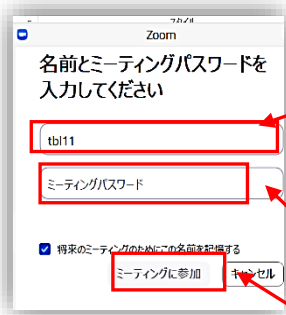 Zoom
名前とミーティングパスワードを
入力してください
tbl11
ミーティングパスワード
将来のミーティングのためにこの名前を記憶する
ミーティングに参加 キャンセル